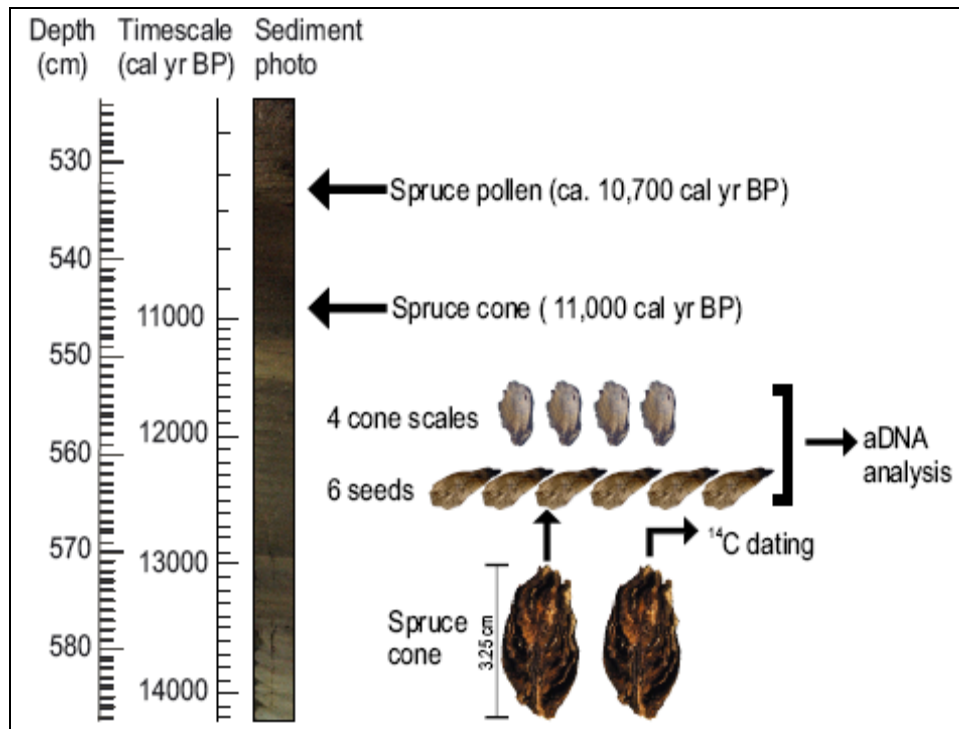 Depth
(cm)
Timescale
(cal yr BP)
Sediment
photo
530
540
550
560
570
580
11000
12000
13000
14000
Spruce pollen (ca. 10,700 cal yr BP)
Spruce cone ( 11,000 cal yr BP)
4 cone scales
6 seeds
aDNA
analysis
¹⁴C dating
Spruce
cone
3.25 cm